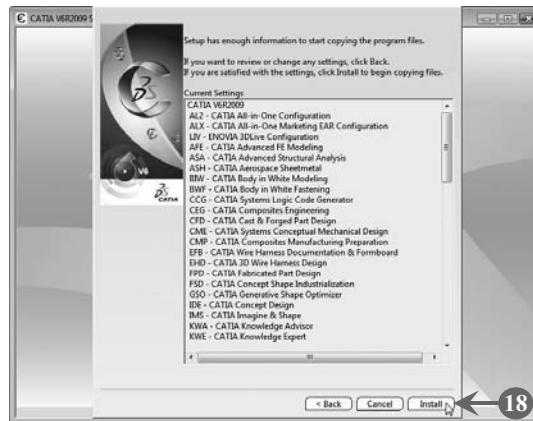 CATIA V6R2009 S
Setup has enough information to start copying the program files.
If you want to review or change any settings, click Back.
If you are satisfied with the settings, click Install to begin copying files.
Current Settings
CATIA V6R2009
AL2 - CATIA All-in-One Configuration
ALX - CATIA All-in-One Marketing EAR Configuration
LIV - ENOVIA 3DLive Configuration
AFE - CATIA Advanced FE Modeling
ASA - CATIA Advanced Structural Analysis
ASH - CATIA Aerospace Sheetmetal
BIW - CATIA Body in White Modeling
BWF - CATIA Body in White Fastening
CCG - CATIA Systems Logic Code Generator
CEG - CATIA Composites Engineering
CFD - CATIA Cast & Forged Part Design
CME - CATIA Systems Conceptual Mechanical Design
CMP - CATIA Composites Manufacturing Preparation
EFB - CATIA Wire Harness Documentation & Formboard
EHD - CATIA 3D Wire Harness Design
FPD - CATIA Fabricated Part Design
FSD - CATIA Concept Shape Industrialization
GSO - CATIA Generative Shape Optimizer
IDE - CATIA Concept Design
IMS - CATIA Imagine & Shape
KWA - CATIA Knowledge Advisor
KWE - CATIA Knowledge Expert
V6
CATIA
< Back Cancel Install
18